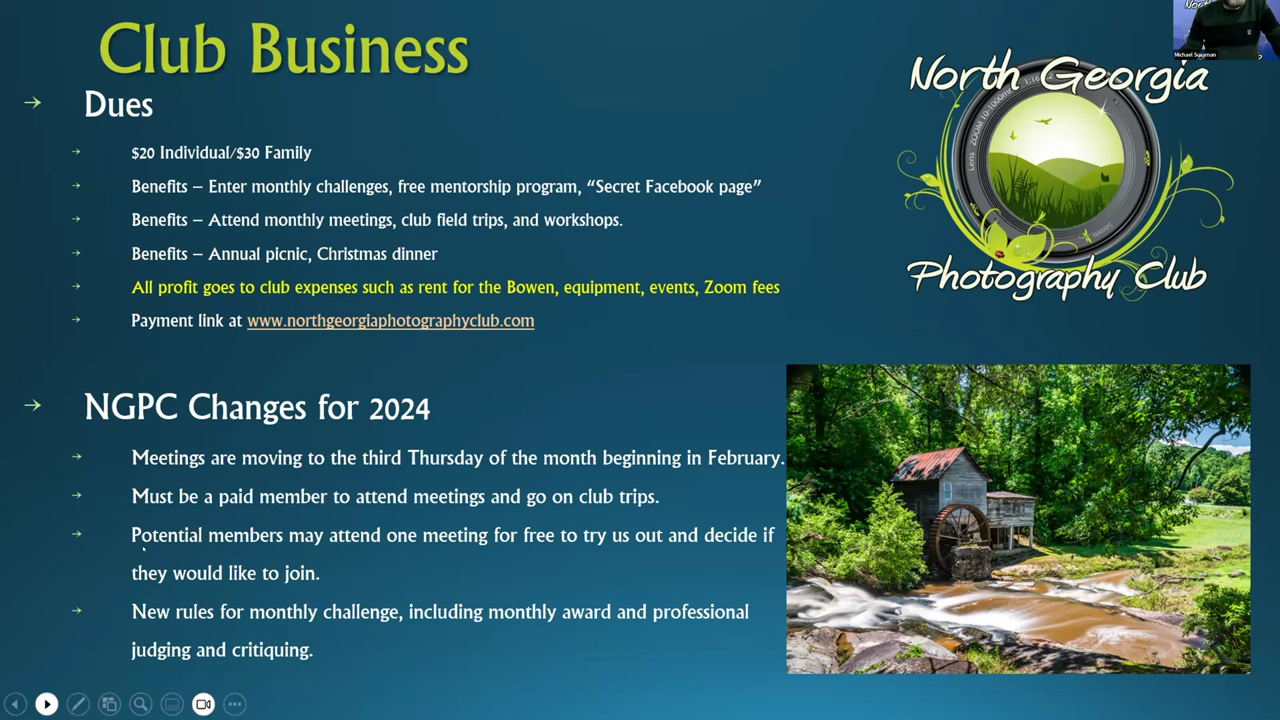 Club Business
Dues
$20 Individual/$30 Family
Benefits – Enter monthly challenges, free mentorship program, “Secret Facebook page”
Benefits – Attend monthly meetings, club field trips, and workshops.
Benefits – Annual picnic, Christmas dinner
All profit goes to club expenses such as rent for the Bowen, equipment, events, Zoom fees
Payment link at www.northgeorgiaphotographyclub.com
NGPC Changes for 2024
Meetings are moving to the third Thursday of the month beginning in February.
Must be a paid member to attend meetings and go on club trips.
Potential members may attend one meeting for free to try us out and decide if
they would like to join.
New rules for monthly challenge, including monthly award and professional
judging and critiquing.
North Georgia
Lens ZOOM
Photography Club
Michael Sussman